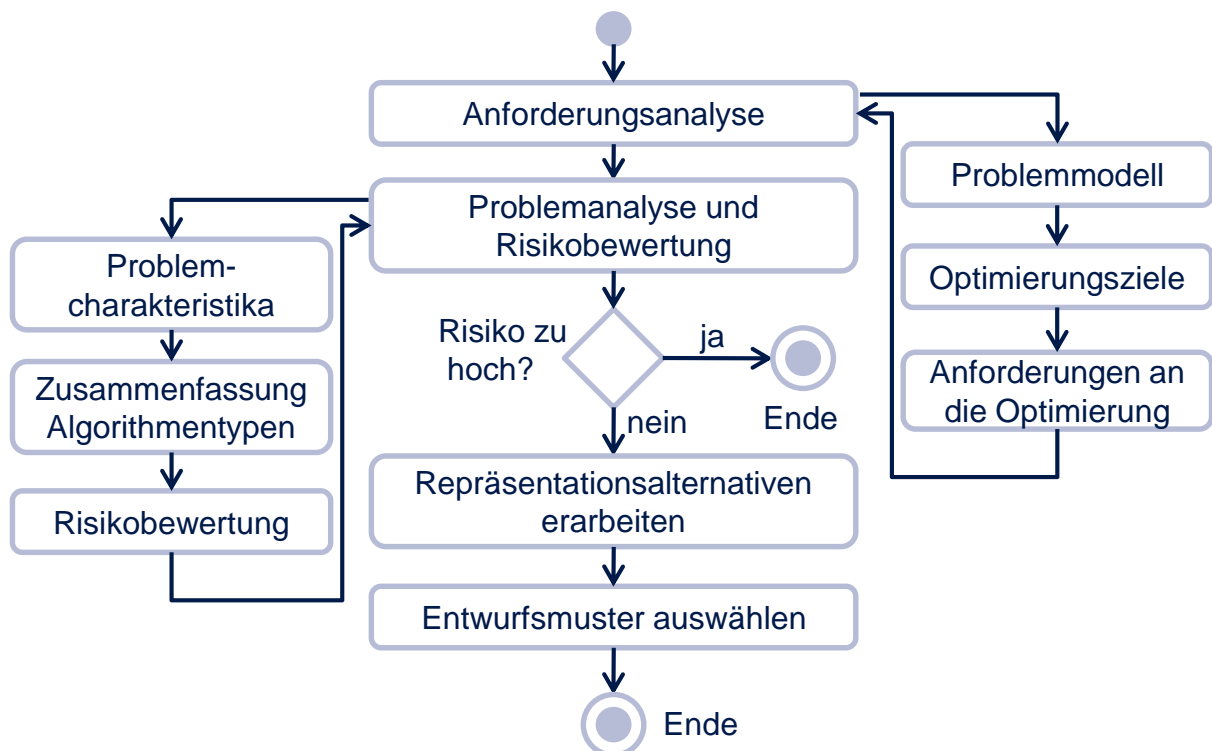 Anforderungsanalyse
Problemanalyse und
Risikobewertung
Problem-
charakteristika
Zusammenfassung
Algorithmentypen
Risikobewertung
Problemmodell
Optimierungsziele
Anforderungen an
die Optimierung
Risiko zu
hoch?
ja
Ende
nein
Repräsentationsalternativen
erarbeiten
Entwurfsmuster auswählen
Ende